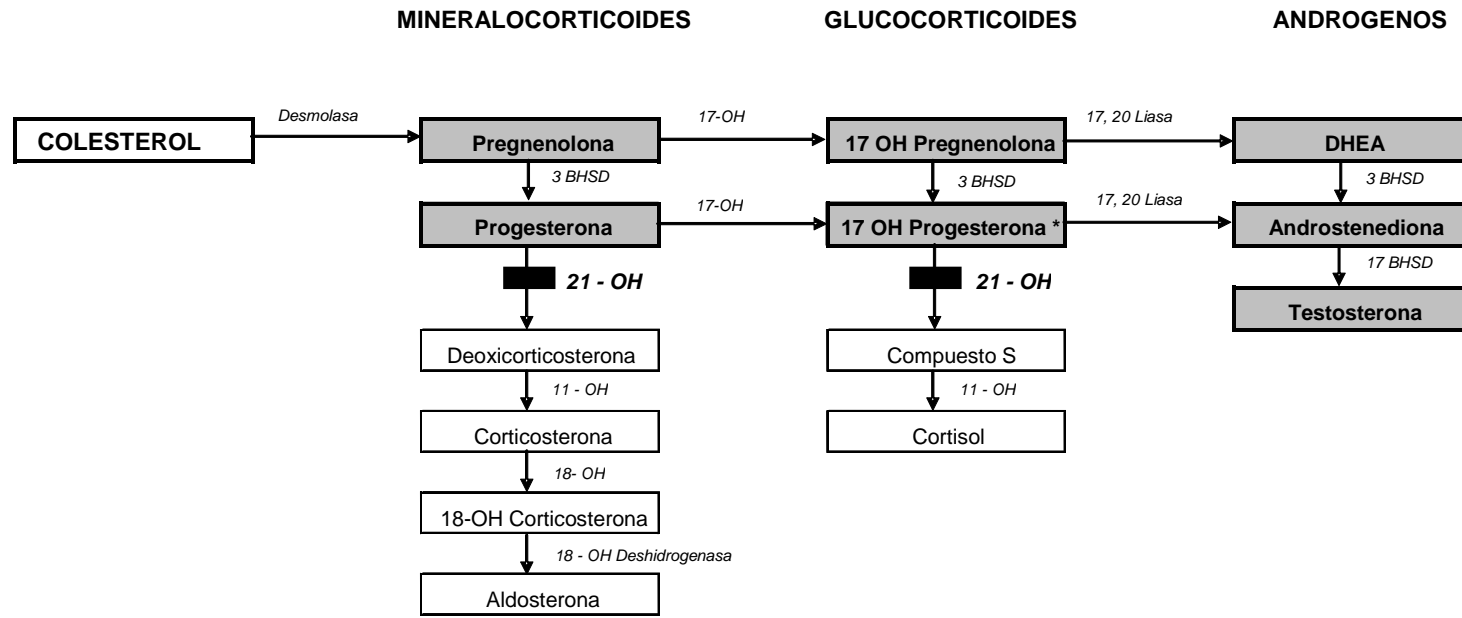 MINERALOCORTICOIDES GLUCOCORTICOIDES ANDROGENOS
Desmolasa 17-OH 17, 20 Liasa
COLESTEROL Pregnenolona 17 OH Pregnenolona DHEA
3 BHSD 3 BHSD 3 BHSD
17-OH 17, 20 Liasa
Progesterona 17 OH Progesterona * Androstenediona
17 BHSD
21 - OH 21 - OH
Testosterona
Deoxicorticosterona Compuesto S
11 - OH 11 - OH
Corticosterona Cortisol
18- OH
18-OH Corticosterona
18 - OH Deshidrogenasa
Aldosterona